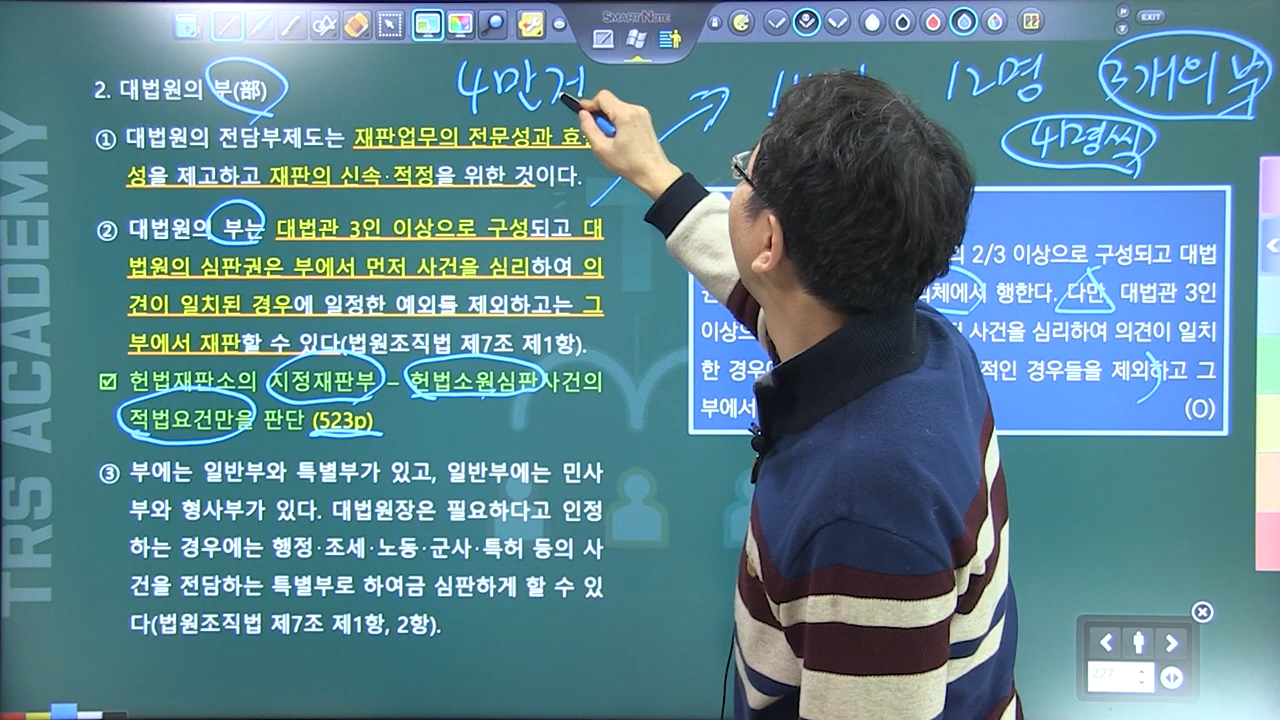 SMART NOTE
EXIT
4만거
12명
3개의 부
4명씩
2. 대법원의 부(部)
① 대법원의 전담부제도는 재판업무의 전문성과
성을 제고하고 재판의 신속·적정을 위한 것이다.
② 대법원의 부는 대법관 3인 이상으로 구성되고 대
법원의 심판권은 부에서 먼저 사건을 심리하여 의
견이 일치된 경우에 일정한 예외를 제외하고는 그
부에서 재판할 수 있다(법원조직법 제7조 제1항).
☑ 헌법재판소의 지정재판부 – 헌법소원심판사건의
적법요건만을 판단 (523p)
③ 부에는 일반부와 특별부가 있고, 일반부에는 민사
부와 형사부가 있다. 대법원장은 필요하다고 인정
하는 경우에는 행정·조세·노동·군사·특허 등의 사
건을 전담하는 특별부로 하여금 심판하게 할 수 있
다(법원조직법 제7조 제1항, 2항).
2/3 이상으로 구성되고 대법
행한다. 다만, 대법관 3인
이상으 사건을 심리하여 의견이 일치
한 경우 적인 경우들을 제외하고 그
부에서 (O)
TRS ACADEMY
227